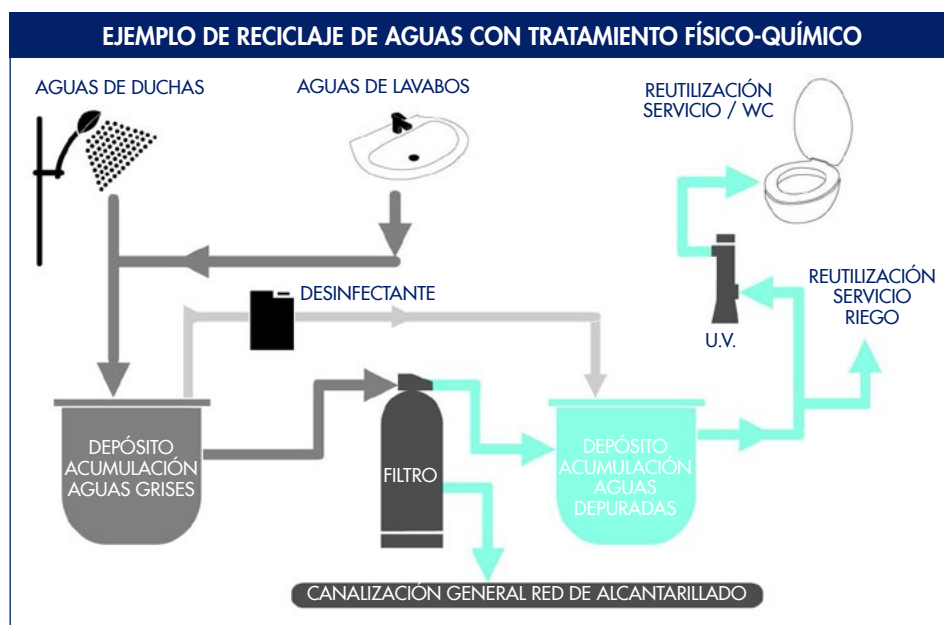 EJEMPLO DE RECICLAJE DE AGUAS CON TRATAMIENTO FÍSICO-QUÍMICO
AGUAS DE DUCHAS
AGUAS DE LAVABOS
REUTILIZACIÓN
SERVICIO / WC
DESINFECTANTE
U.V.
REUTILIZACIÓN
SERVICIO
RIEGO
DEPÓSITO
ACUMULACIÓN
AGUAS GRISES
FILTRO
DEPÓSITO
ACUMULACIÓN
AGUAS
DEPURADAS
CANALIZACIÓN GENERAL RED DE ALCANTARILLADO